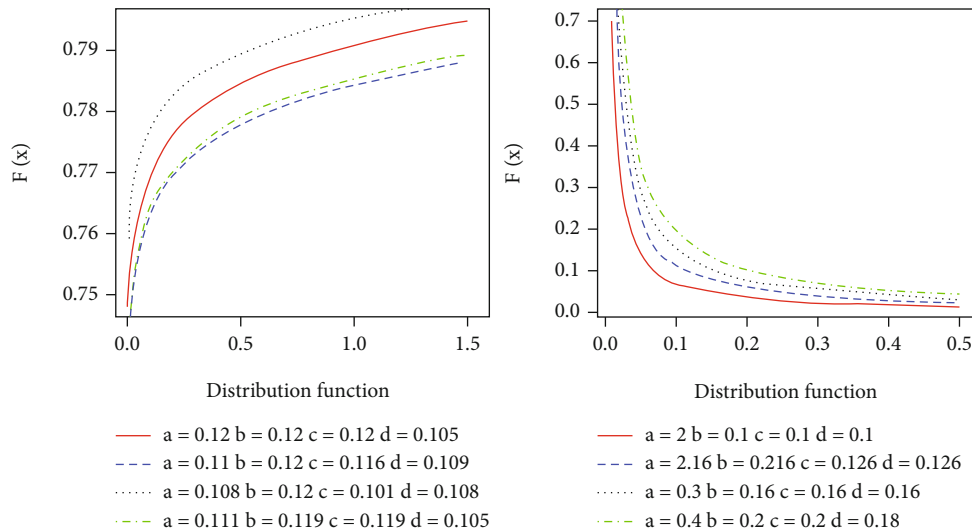 F (x)
0.79
0.78
0.77
0.76
0.75
0.0
0.5
1.0
1.5
Distribution function
a = 0.12 b = 0.12 c = 0.12 d = 0.105
a = 0.11 b = 0.12 c = 0.116 d = 0.109
a = 0.108 b = 0.12 c = 0.101 d = 0.108
a = 0.111 b = 0.119 c = 0.119 d = 0.105
F (x)
0.7
0.6
0.5
0.4
0.3
0.2
0.1
0.0
0.0
0.1
0.2
0.3
0.4
0.5
Distribution function
a = 2 b = 0.1 c = 0.1 d = 0.1
a = 2.16 b = 0.216 c = 0.126 d = 0.126
a = 0.3 b = 0.16 c = 0.16 d = 0.16
a = 0.4 b = 0.2 c = 0.2 d = 0.18